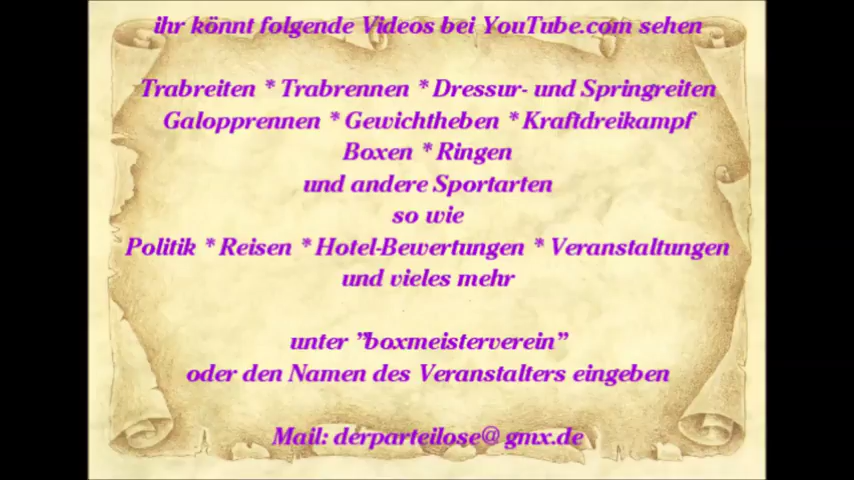 ihr könnt folgende Videos bei YouTube.com sehen
Trabreiten * Trabrennen * Dressur- und Springreiten
Galopprennen * Gewichtheben * Kraftdreikampf
Boxen * Ringen
und andere Sportarten
so wie
Politik * Reisen * Hotel-Bewertungen * Veranstaltungen
und vieles mehr
unter "boxmeisterverein"
oder den Namen des Veranstalters eingeben
Mail: derparteilose@gmx.de